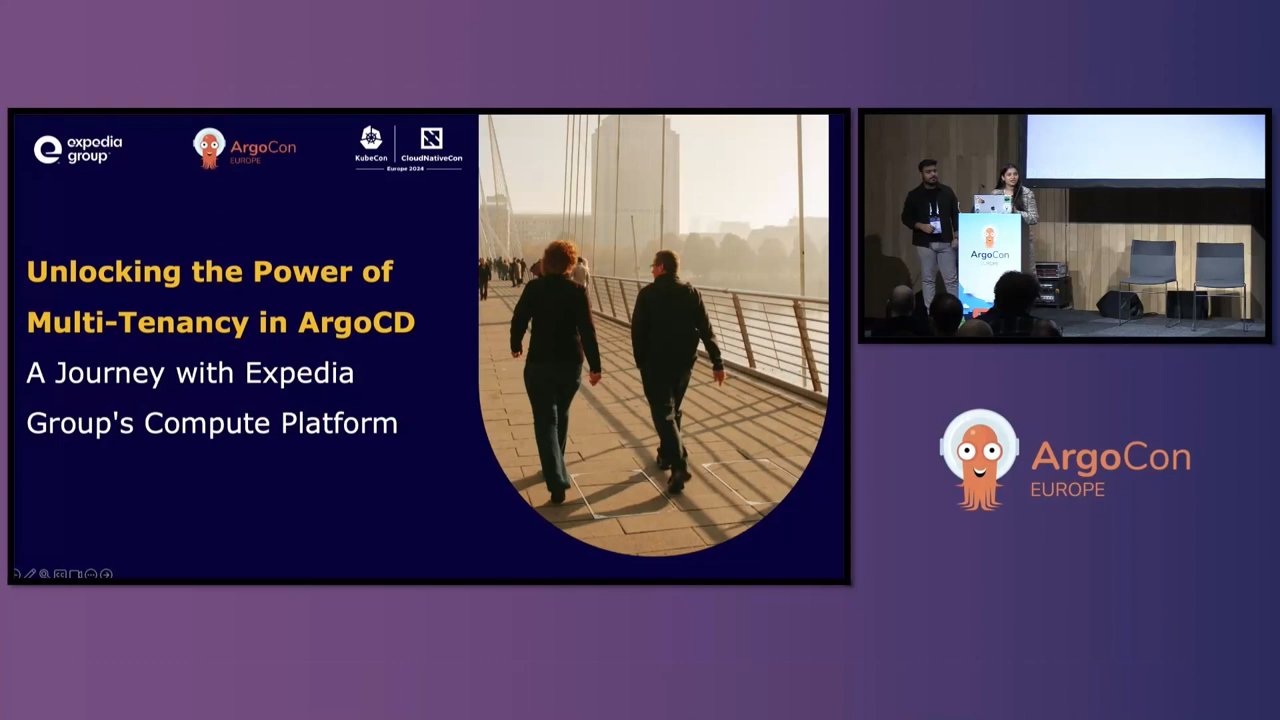 expedia
group
ArgoCon
EUROPE
KubeCon
CloudNativeCon
Europe 2024
Unlocking the Power of
Multi-Tenancy in ArgoCD
A Journey with Expedia
Group's Compute Platform
ArgoCon
EUROPE
ArgoCon
EUROPE